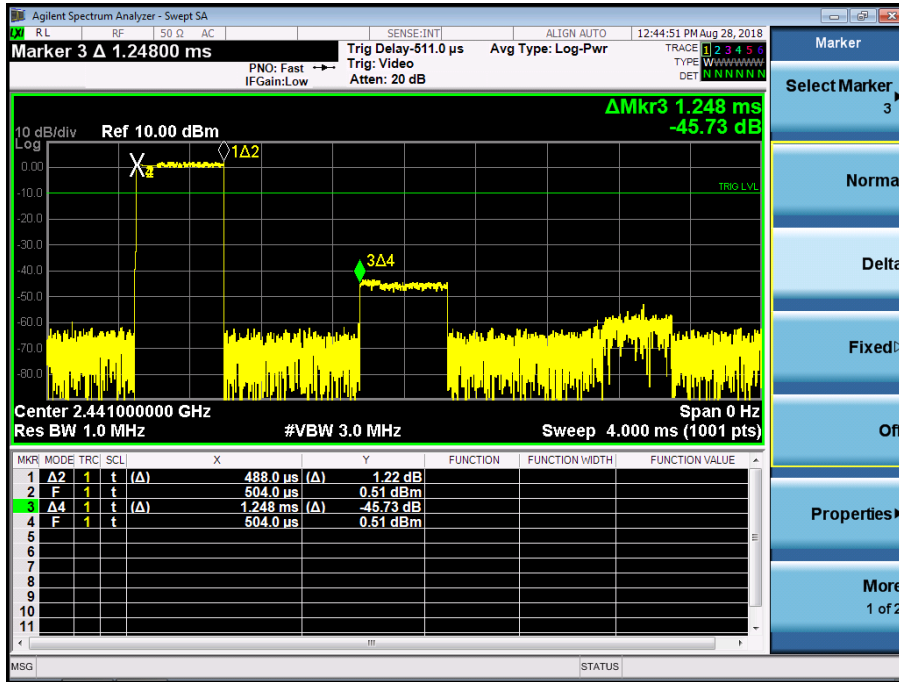 Agilent Spectrum Analyzer - Swept SA
LXI RL RF 50 Ω AC SENSE:INT ALIGN AUTO 12:44:51 PM Aug 28, 2018
Marker 3 Δ 1.24800 ms
PNO: Fast
IFGain:Low
Trig Delay-511.0 µs
Trig: Video
Atten: 20 dB
Avg Type: Log-Pwr
TRACE 1 2 3 4 5 6
TYPE WWWWWW
DET N N N N N N
ΔMkr3 1.248 ms
-45.73 dB
10 dB/div Ref 10.00 dBm
Log
1Δ2
0.00
4
-10.0
TRIG LVL
-20.0
-30.0
3Δ4
-40.0
-50.0
-60.0
-70.0
-80.0
Center 2.441000000 GHz Span 0 Hz
Res BW 1.0 MHz #VBW 3.0 MHz Sweep 4.000 ms (1001 pts)
MKR MODE TRC SCL X Y FUNCTION FUNCTION WIDTH FUNCTION VALUE
1 Δ2 1 t (Δ) 488.0 µs (Δ) 1.22 dB
2 F 1 t 504.0 µs 0.51 dBm
3 Δ4 1 t (Δ) 1.248 ms (Δ) -45.73 dB
4 F 1 t 504.0 µs 0.51 dBm
5
6
7
8
9
10
11
MSG STATUS
Marker
Select Marker
3
Norma
Delta
Fixed
Of
Properties
More
1 of 2